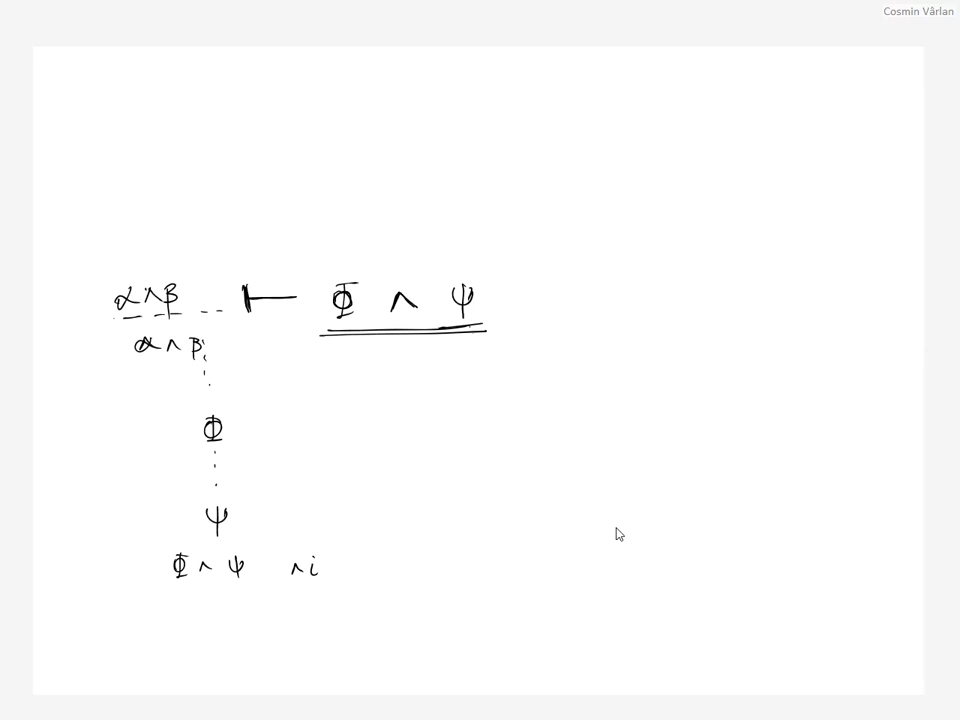 Cosmin Vârlan
α ∧ β ... ⊢ Φ ∧ Ψ
α ∧ β
⋮
Φ
⋮
Ψ
Φ ∧ Ψ ∧i